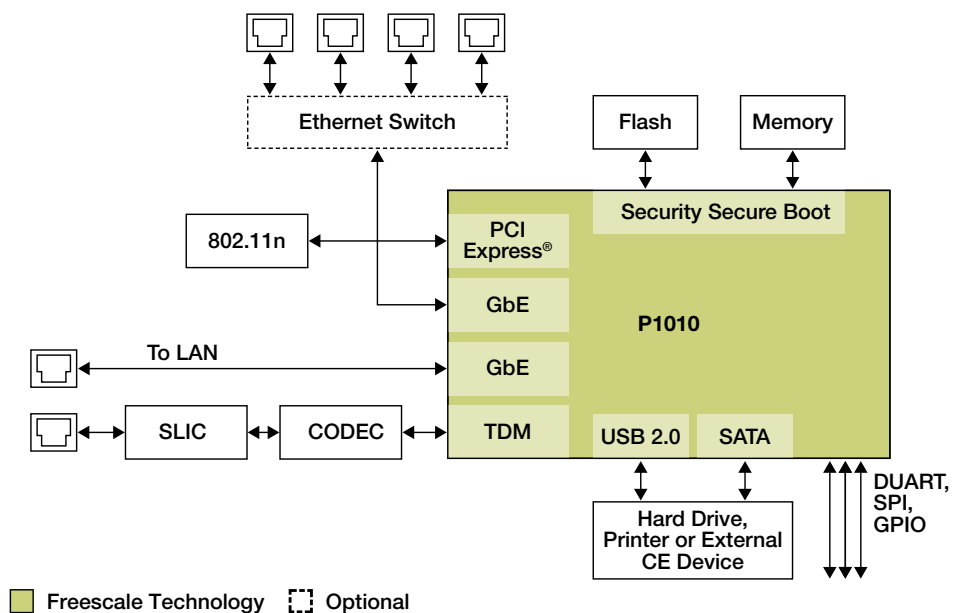 Ethernet Switch
Flash
Memory
Security Secure Boot
802.11n
PCI
Express®
GbE
P1010
To LAN
GbE
SLIC
CODEC
TDM
USB 2.0
SATA
DUART,
SPI,
GPIO
Hard Drive,
Printer or External
CE Device
Freescale Technology
Optional